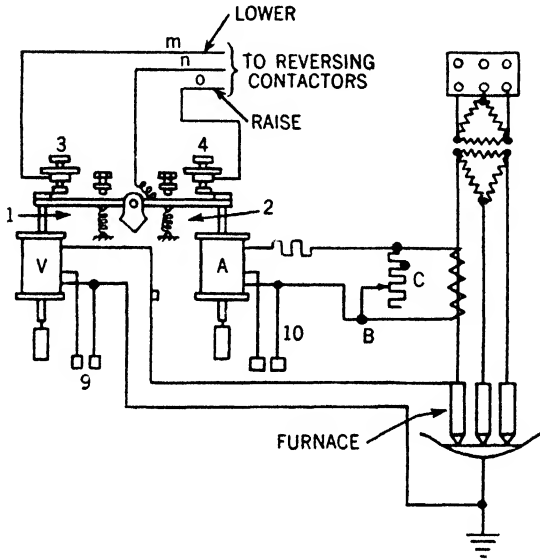 LOWER
m
n
o
TO REVERSING
CONTACTORS
RAISE
3
4
1
2
V
A
C
B
10
9
FURNACE